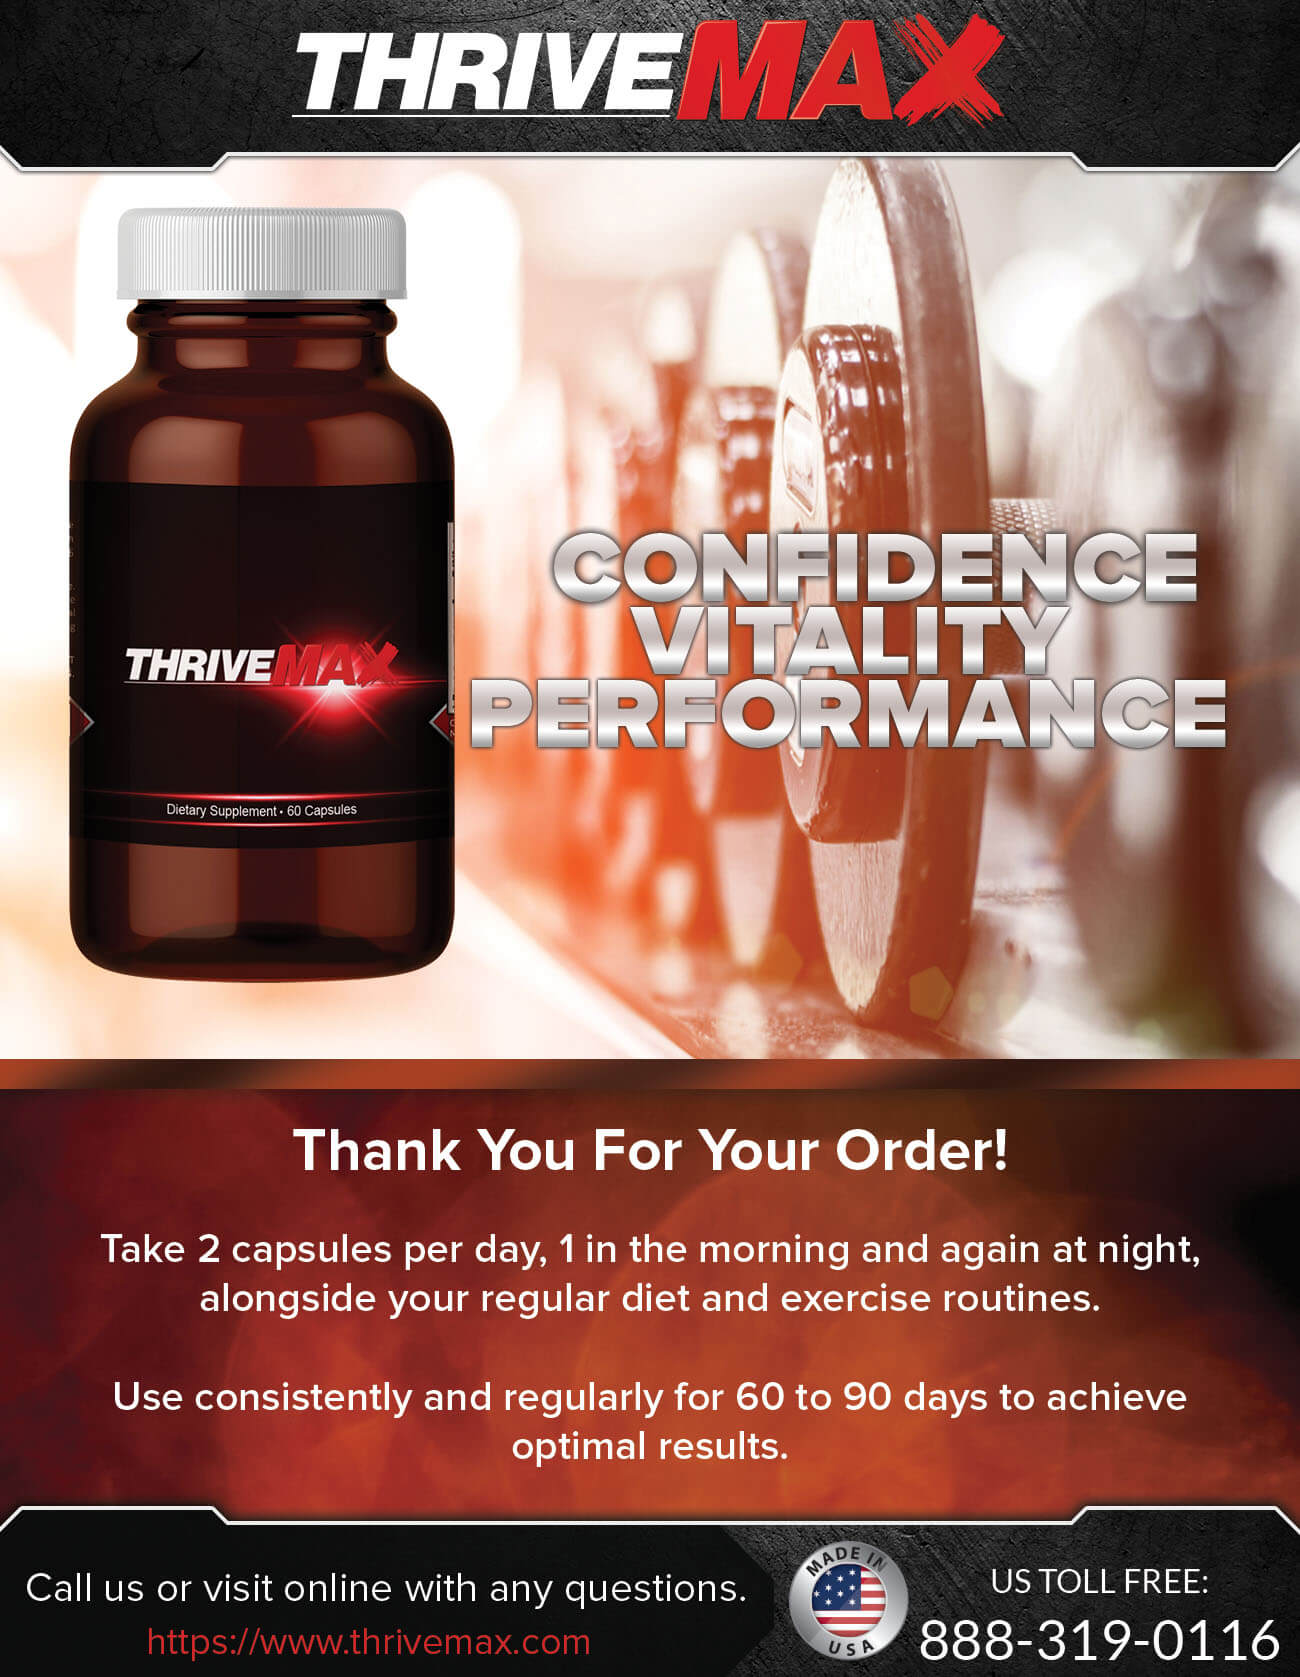 THRIVEMAX
CONFIDENCE
VITALITY
PERFORMANCE
THRIVEMAX
Dietary Supplement • 60 Capsules
Thank You For Your Order!
Take 2 capsules per day, 1 in the morning and again at night,
alongside your regular diet and exercise routines.
Use consistently and regularly for 60 to 90 days to achieve
optimal results.
Call us or visit online with any questions.
https://www.thrivemax.com
MADE IN
USA
US TOLL FREE:
888-319-0116